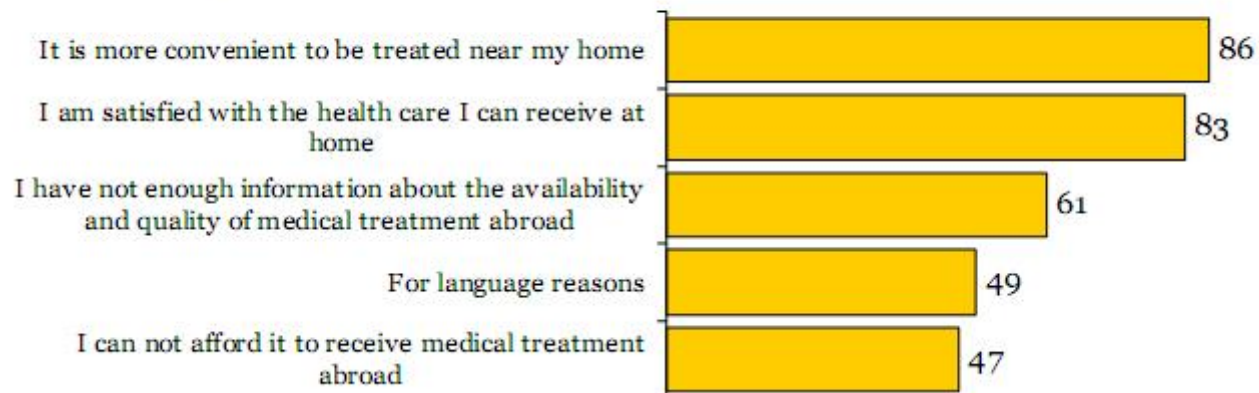 It is more convenient to be treated near my home
86
I am satisfied with the health care I can receive at
home
83
I have not enough information about the availability
and quality of medical treatment abroad
61
For language reasons
49
I can not afford it to receive medical treatment
abroad
47